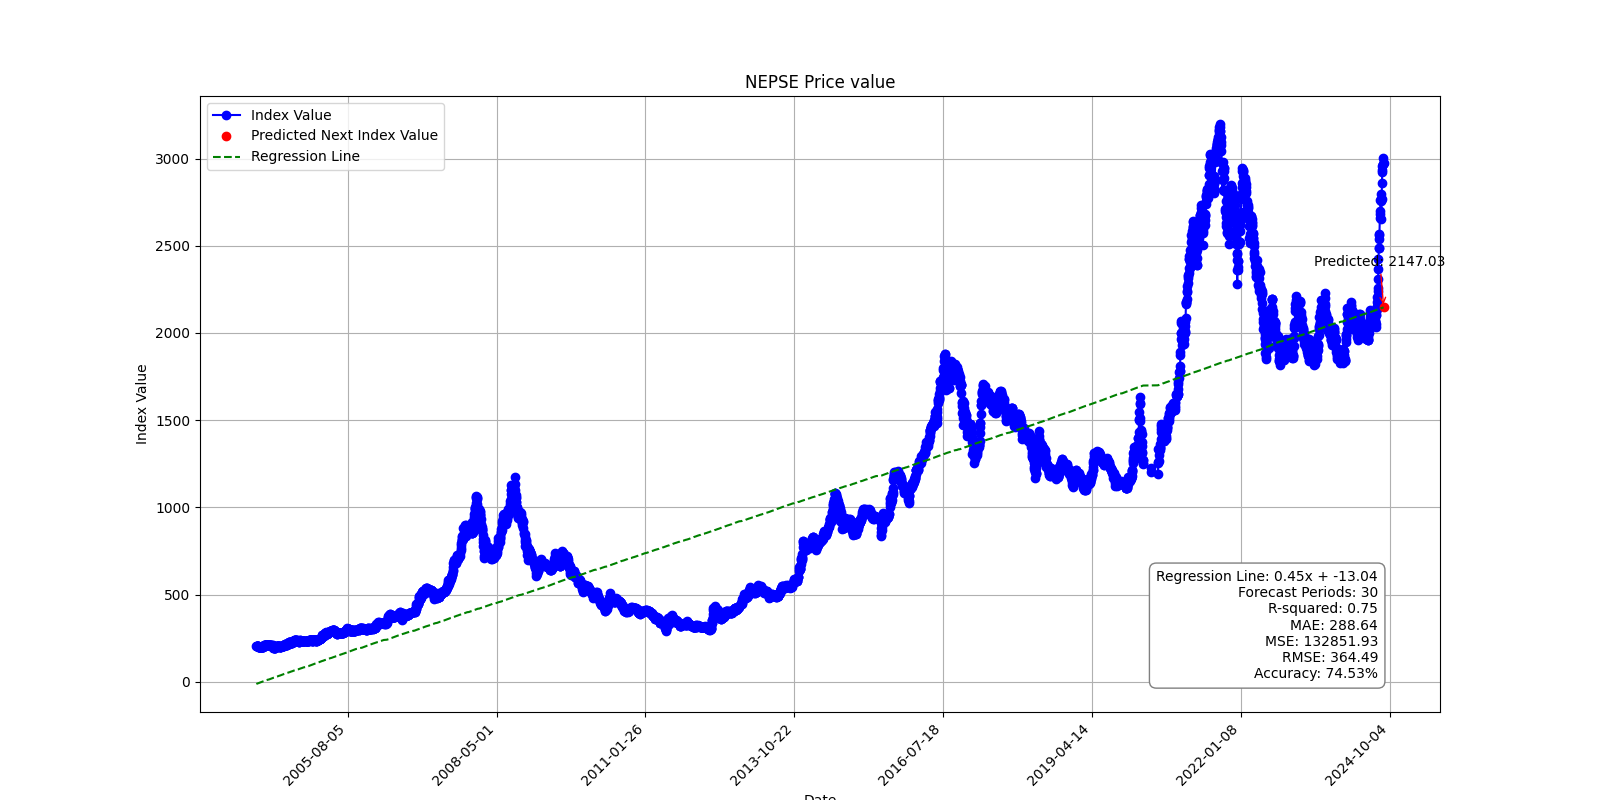 NEPSE Price value
Index Value
Predicted Next Index Value
Regression Line
3000
2500
2000
1500
1000
500
0
Index Value
Predicted: 2147.03
Regression Line: 0.45x + -13.04
Forecast Periods: 30
R-squared: 0.75
MAE: 288.64
MSE: 132851.93
RMSE: 364.49
Accuracy: 74.53%
2005-08-05
2008-05-01
2011-01-26
2013-10-22
2016-07-18
2019-04-14
2022-01-08
2024-10-04
Date